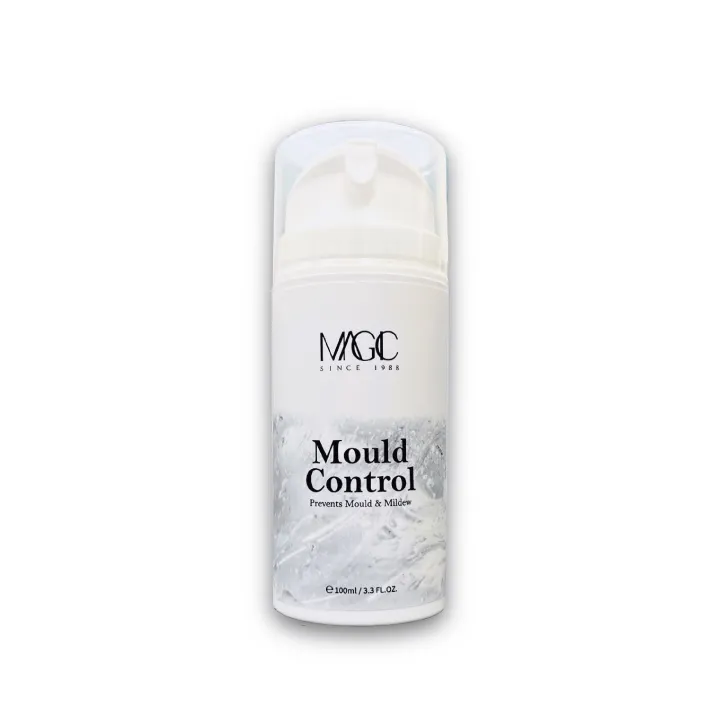 MAGIC
SINCE 1988
Mould
Control
Prevents Mould & Mildew
℮ 100ml / 3.3 FL.OZ.